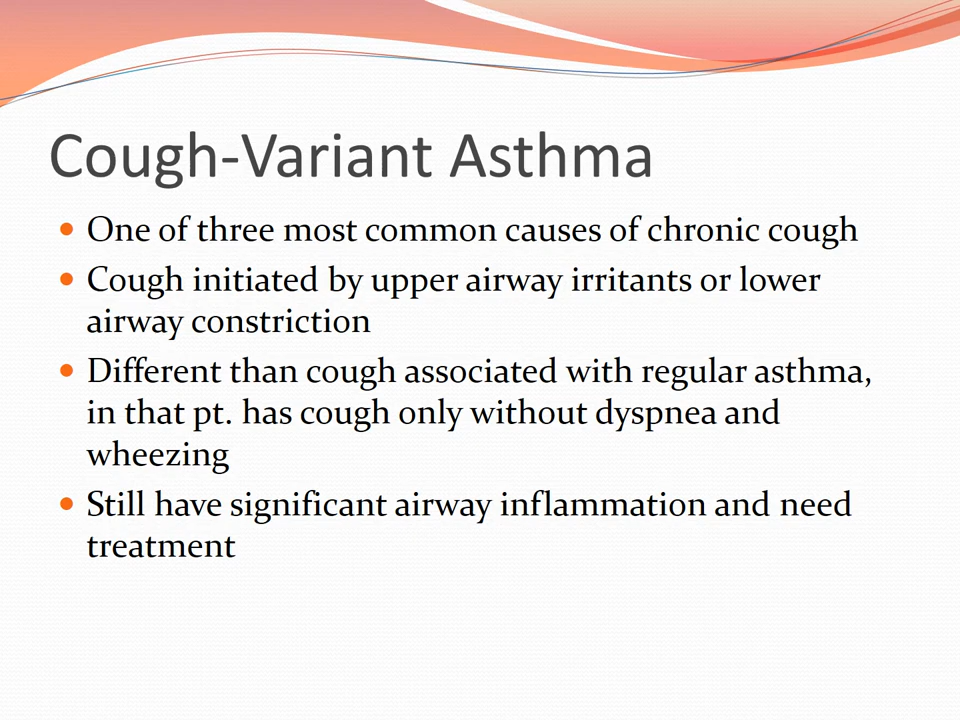 Cough-Variant Asthma
• One of three most common causes of chronic cough
• Cough initiated by upper airway irritants or lower
airway constriction
• Different than cough associated with regular asthma,
in that pt. has cough only without dyspnea and
wheezing
• Still have significant airway inflammation and need
treatment